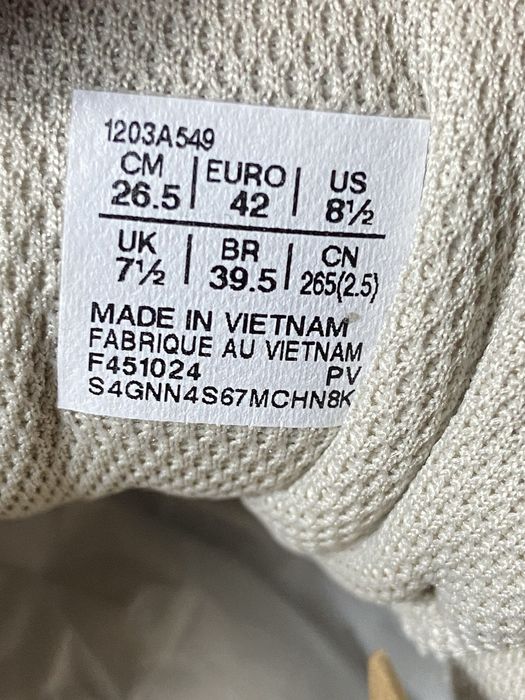 1203A549
CM | EURO | US
26.5 | 42 | 8½
UK | BR | CN
7½ | 39.5 | 265(2.5)
MADE IN VIETNAM
FABRIQUE AU VIETNAM
F451024 PV
S4GNN4S67MCHN8K